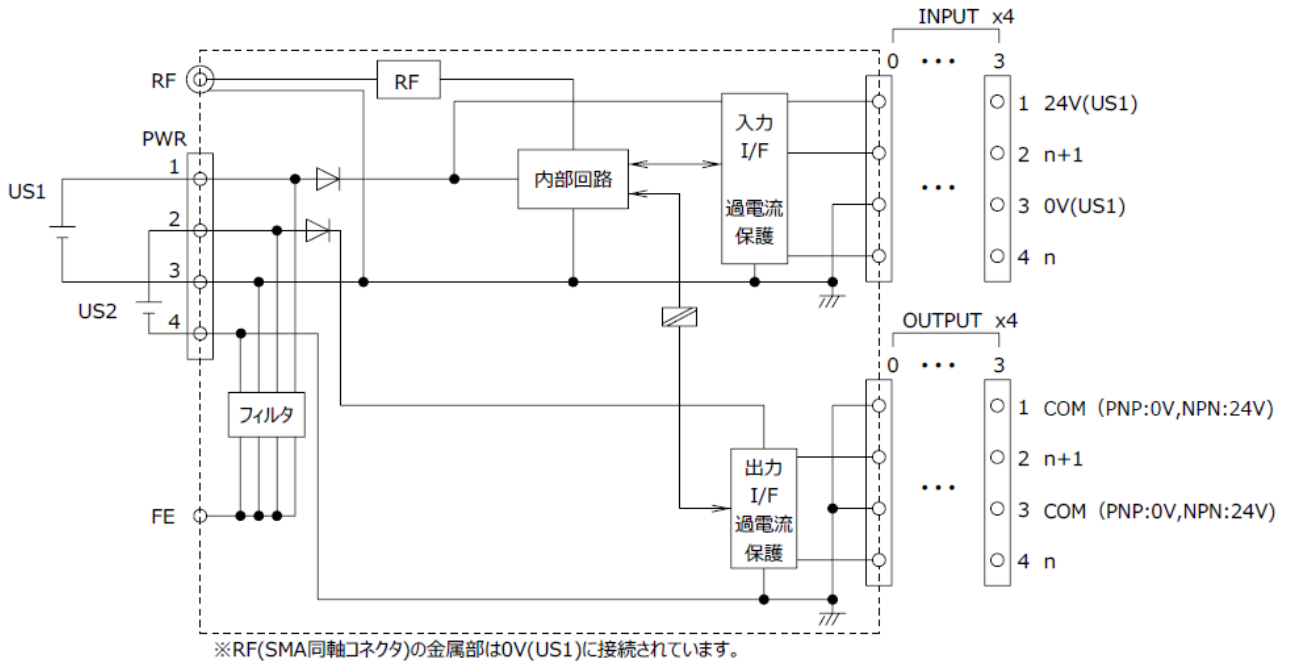 INPUT x4
0 ••• 3
RF
RF
PWR
1
2
3
4
US1
US2
内部回路
入力
I/F
過電流
保護
•••
1 24V(US1)
2 n+1
3 0V(US1)
4 n
OUTPUT x4
0 ••• 3
フィルタ
FE
出力
I/F
過電流
保護
•••
1 COM（PNP:0V,NPN:24V)
2 n+1
3 COM（PNP:0V,NPN:24V)
4 n
※RF(SMA同軸コネクタ)の金属部は0V(US1)に接続されています。